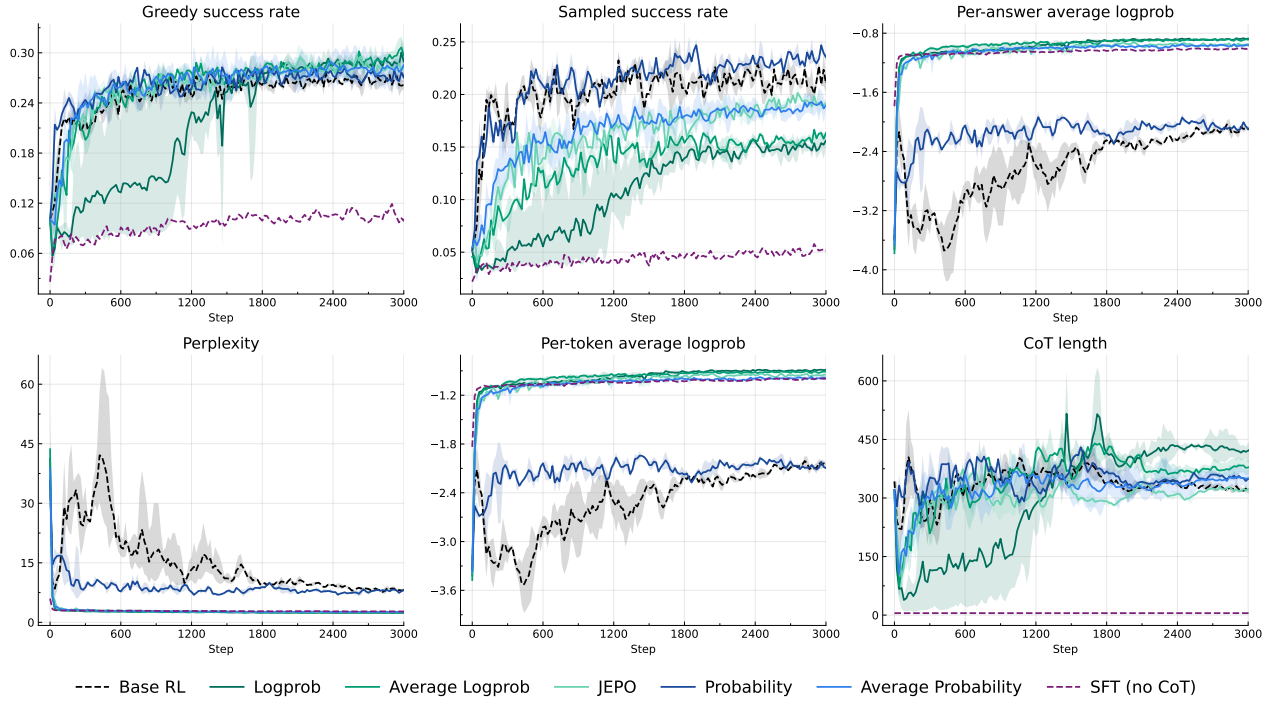 Greedy success rate
0.30
0.24
0.18
0.12
0.06
0 600 1200 1800 2400 3000
Step
Sampled success rate
0.25
0.20
0.15
0.10
0.05
0 600 1200 1800 2400 3000
Step
Per-answer average logprob
−0.8
−1.6
−2.4
−3.2
−4.0
0 600 1200 1800 2400 3000
Step
Perplexity
60
45
30
15
0
0 600 1200 1800 2400 3000
Step
Per-token average logprob
−1.2
−1.8
−2.4
−3.0
−3.6
0 600 1200 1800 2400 3000
Step
CoT length
600
450
300
150
0
0 600 1200 1800 2400 3000
Step
Base RL Logprob Average Logprob JEPO Probability Average Probability SFT (no CoT)